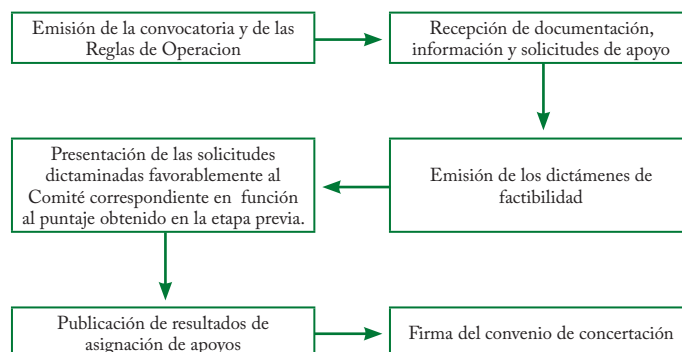 Emisión de la convocatoria y de las
Reglas de Operacion
Recepción de documentación,
información y solicitudes de apoyo
Presentación de las solicitudes
dictaminadas favorablemente al
Comité correspondiente en función
al puntaje obtenido en la etapa previa.
Emisión de los dictámenes de
factibilidad
Publicación de resultados de
asignación de apoyos
Firma del convenio de concertación